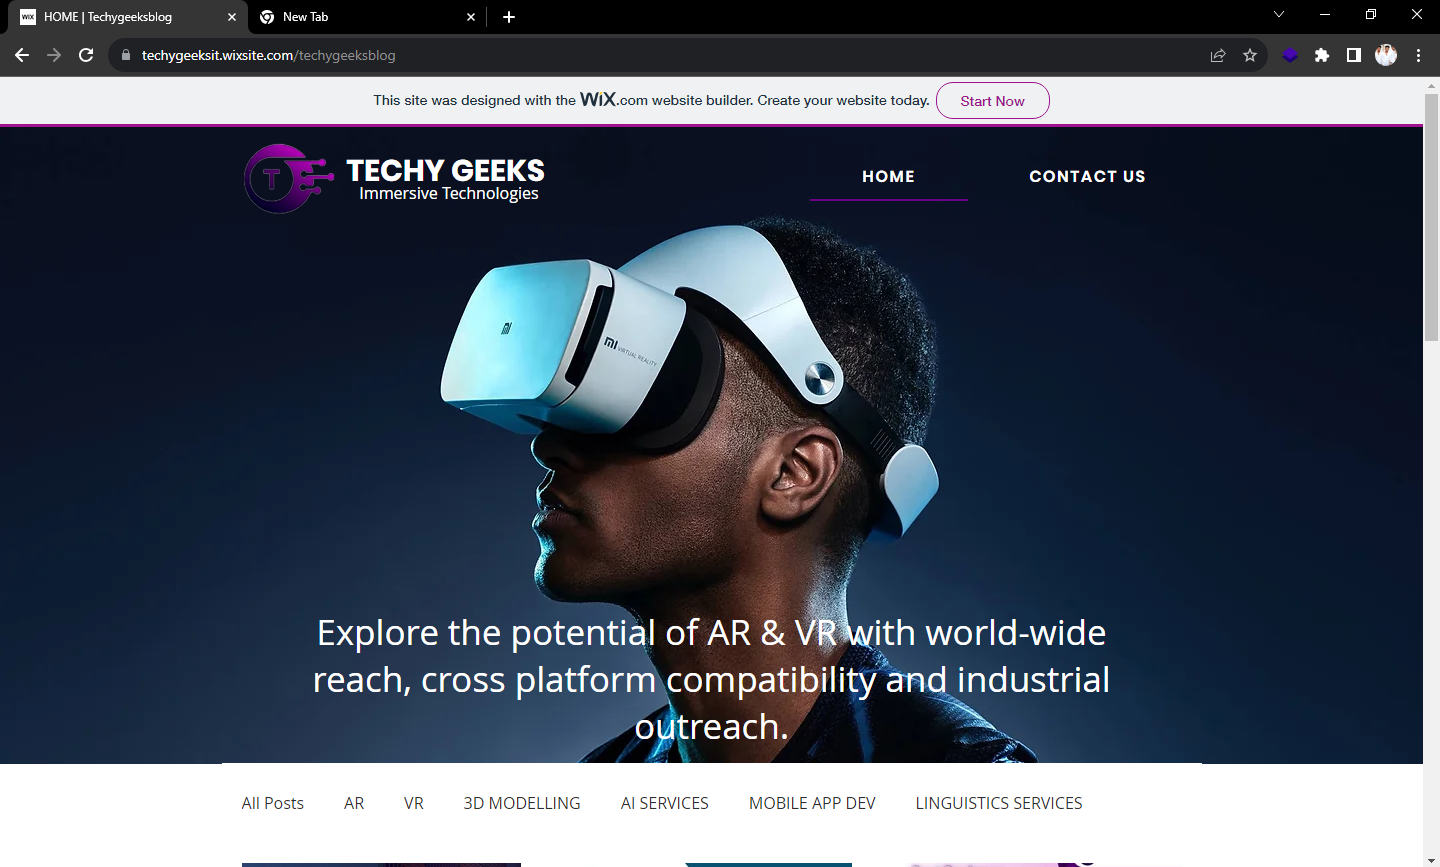 WIX HOME | Techygeeksblog
New Tab
techygeeksit.wixsite.com/techygeeksblog
This site was designed with the WiX.com website builder. Create your website today. Start Now
T
TECHY GEEKS
Immersive Technologies
HOME CONTACT US
mi VIRTUAL REALITY
Explore the potential of AR & VR with world-wide
reach, cross platform compatibility and industrial
outreach.
All Posts AR VR 3D MODELLING AI SERVICES MOBILE APP DEV LINGUISTICS SERVICES